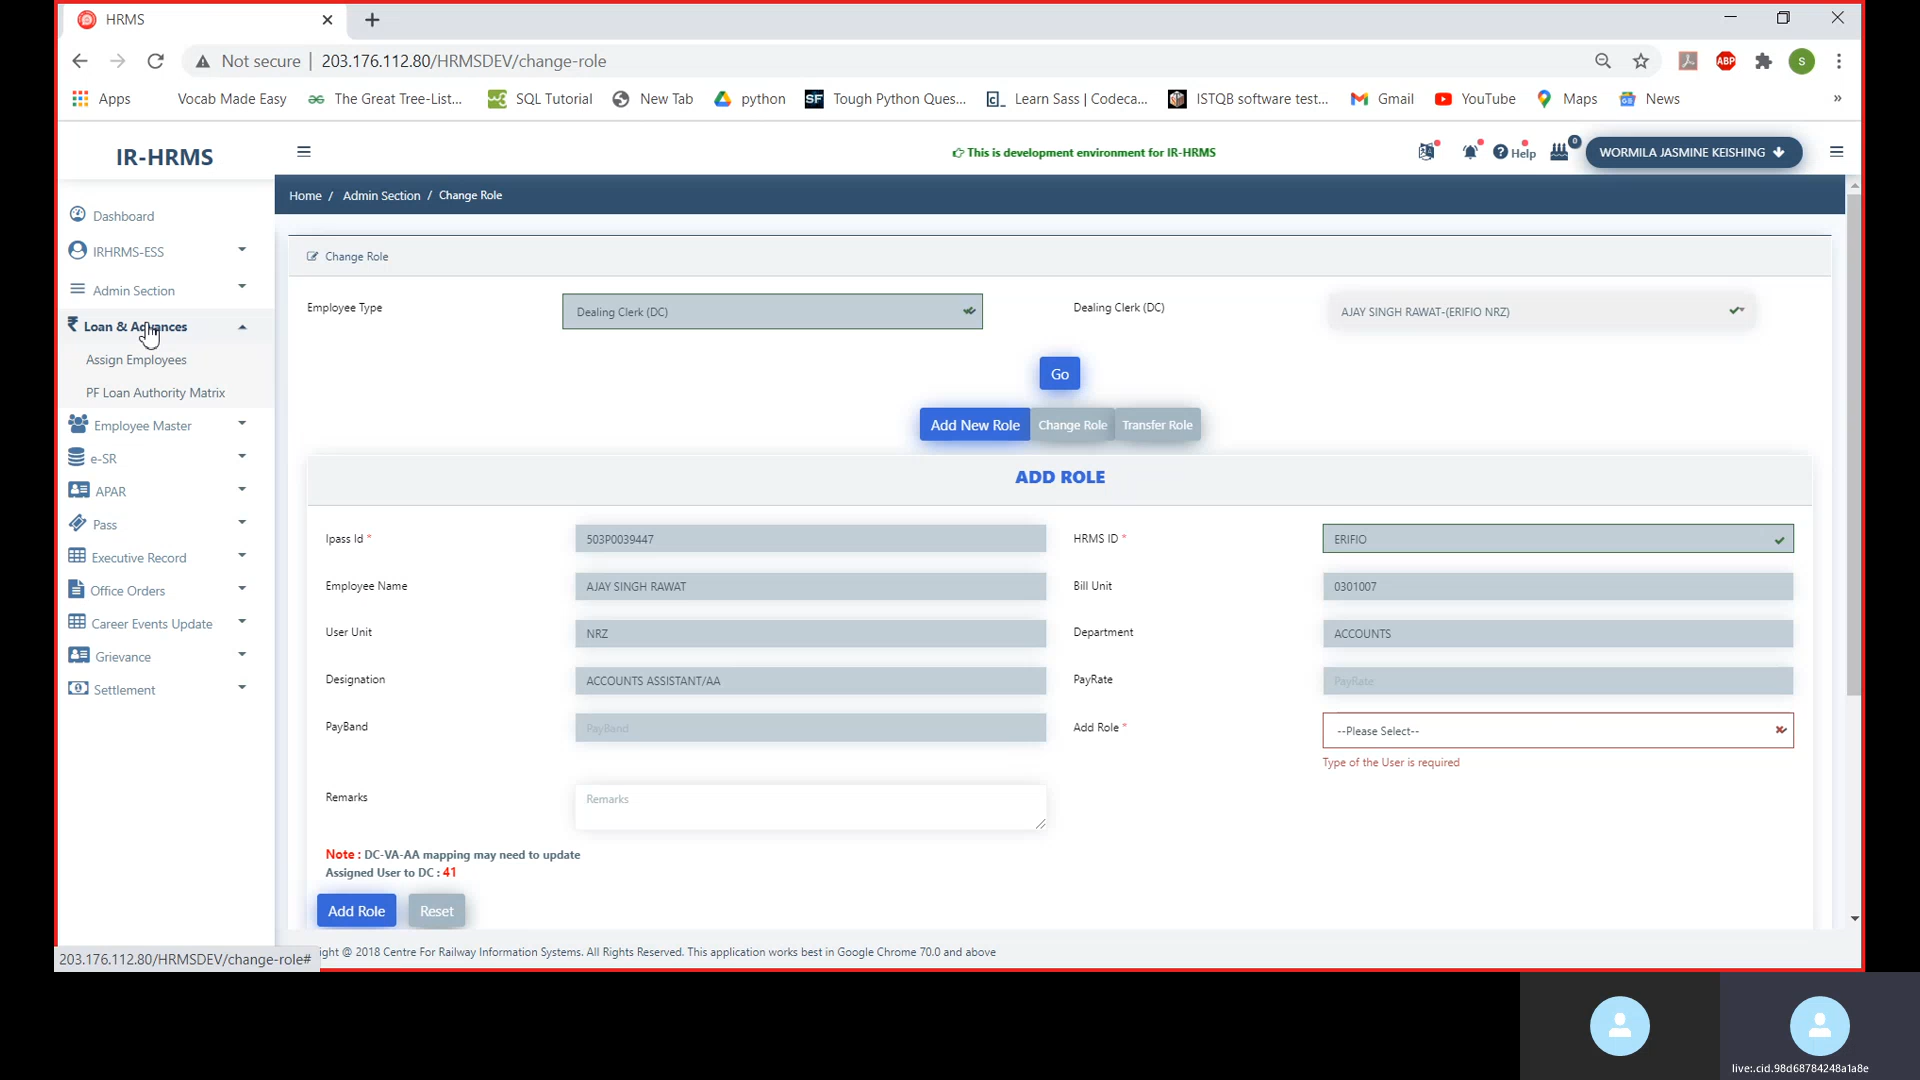 HRMS
Not secure | 203.176.112.80/HRMSDEV/change-role
ABP
S
Apps Vocab Made Easy The Great Tree-List... SQL Tutorial New Tab python SF Tough Python Ques... Learn Sass | Codeca... ISTQB software test... Gmail YouTube Maps News »
IR-HRMS
This is development environment for IR-HRMS
Help
0
WORMILA JASMINE KEISHING
Home / Admin Section / Change Role
Dashboard
IRHRMS-ESS
Admin Section
Loan & Advances
Assign Employees
PF Loan Authority Matrix
Employee Master
e-SR
APAR
Pass
Executive Record
Office Orders
Career Events Update
Grievance
Settlement
Change Role
Employee Type Dealing Clerk (DC) Dealing Clerk (DC) AJAY SINGH RAWAT-(ERIFIO NRZ)
Go
Add New Role Change Role Transfer Role
ADD ROLE
Ipass Id * 503P0039447 HRMS ID * ERIFIO
Employee Name AJAY SINGH RAWAT Bill Unit 0301007
User Unit NRZ Department ACCOUNTS
Designation ACCOUNTS ASSISTANT/AA PayRate PayRate
PayBand PayBand Add Role * --Please Select--
Type of the User is required
Remarks Remarks
Note : DC-VA-AA mapping may need to update
Assigned User to DC : 41
Add Role Reset
ight @ 2018 Centre For Railway Information Systems. All Rights Reserved. This application works best in Google Chrome 70.0 and above
203.176.112.80/HRMSDEV/change-role#
live:.cid.98d68784248a1a8e